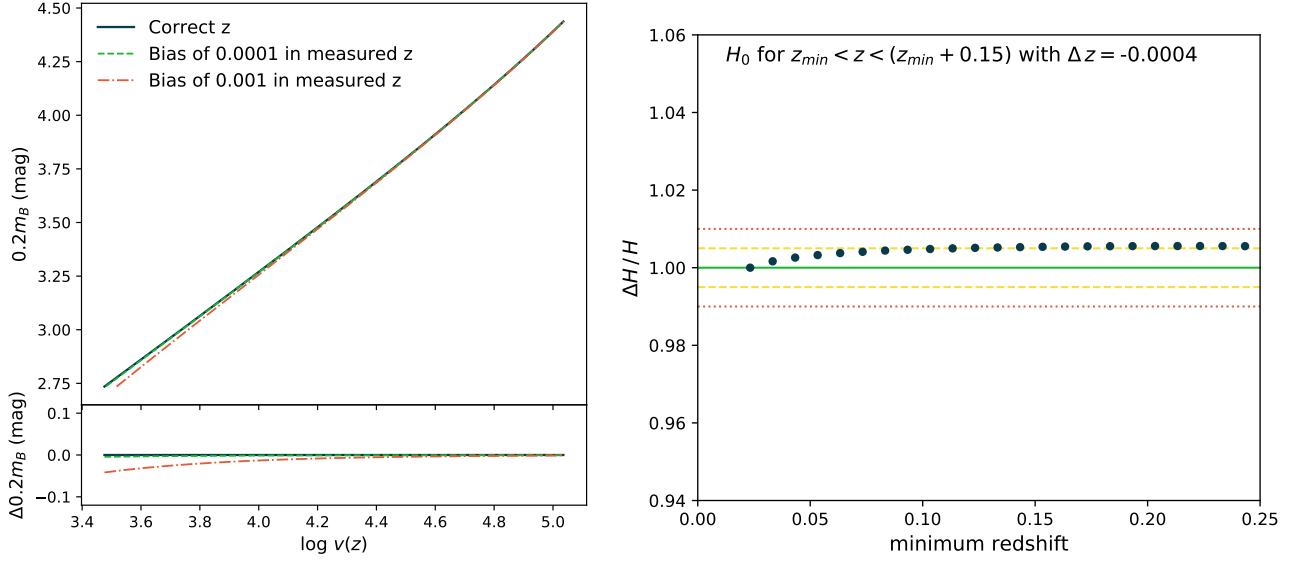 4.50
4.25
4.00
3.75
3.50
3.25
3.00
2.75
0.2m_B (mag)
Correct z
Bias of 0.0001 in measured z
Bias of 0.001 in measured z
0.1
0.0
−0.1
Δ0.2m_B (mag)
3.4 3.6 3.8 4.0 4.2 4.4 4.6 4.8 5.0
log v(z)
H_0 for z_min < z < (z_min + 0.15) with Δ z = -0.0004
1.06
1.04
1.02
1.00
0.98
0.96
0.94
ΔH / H
0.00 0.05 0.10 0.15 0.20 0.25
minimum redshift